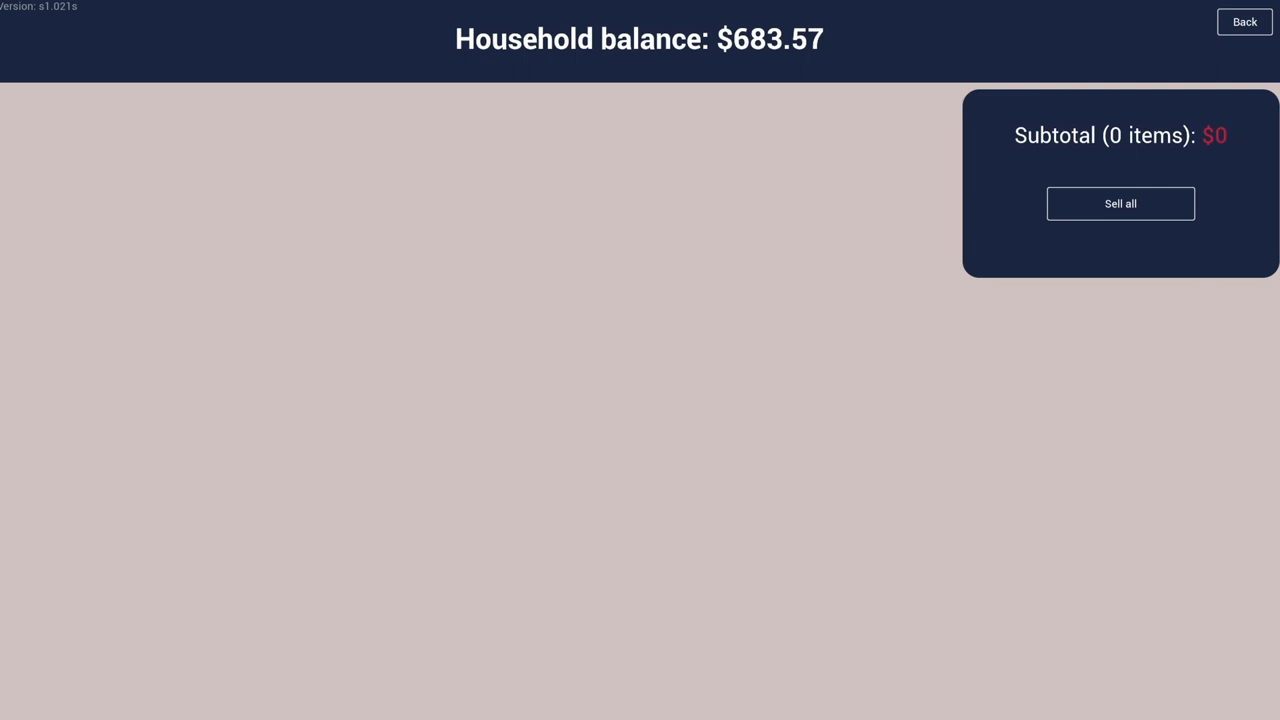 Version: s1.021s
Back
Household balance: $683.57
Subtotal (0 items): $0
Sell all